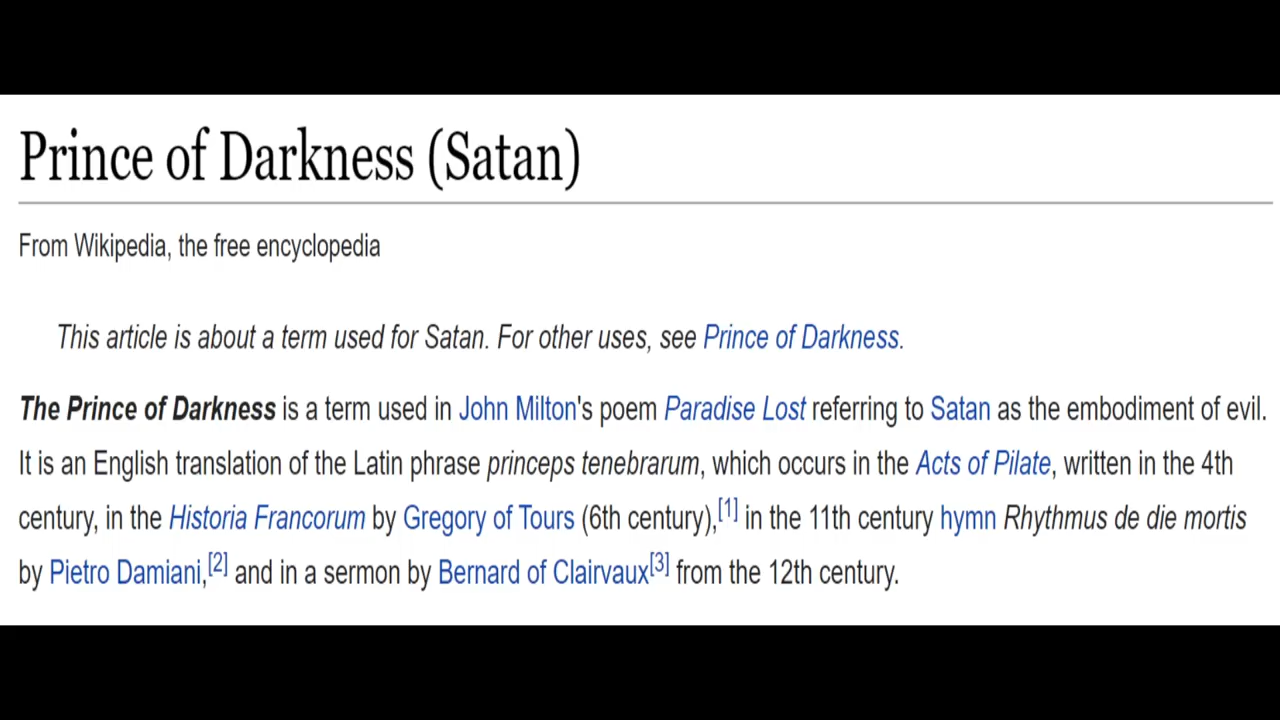 Prince of Darkness (Satan)
From Wikipedia, the free encyclopedia
This article is about a term used for Satan. For other uses, see Prince of Darkness.
The Prince of Darkness is a term used in John Milton's poem Paradise Lost referring to Satan as the embodiment of evil.
It is an English translation of the Latin phrase princeps tenebrarum, which occurs in the Acts of Pilate, written in the 4th
century, in the Historia Francorum by Gregory of Tours (6th century),[1] in the 11th century hymn Rhythmus de die mortis
by Pietro Damiani,[2] and in a sermon by Bernard of Clairvaux[3] from the 12th century.